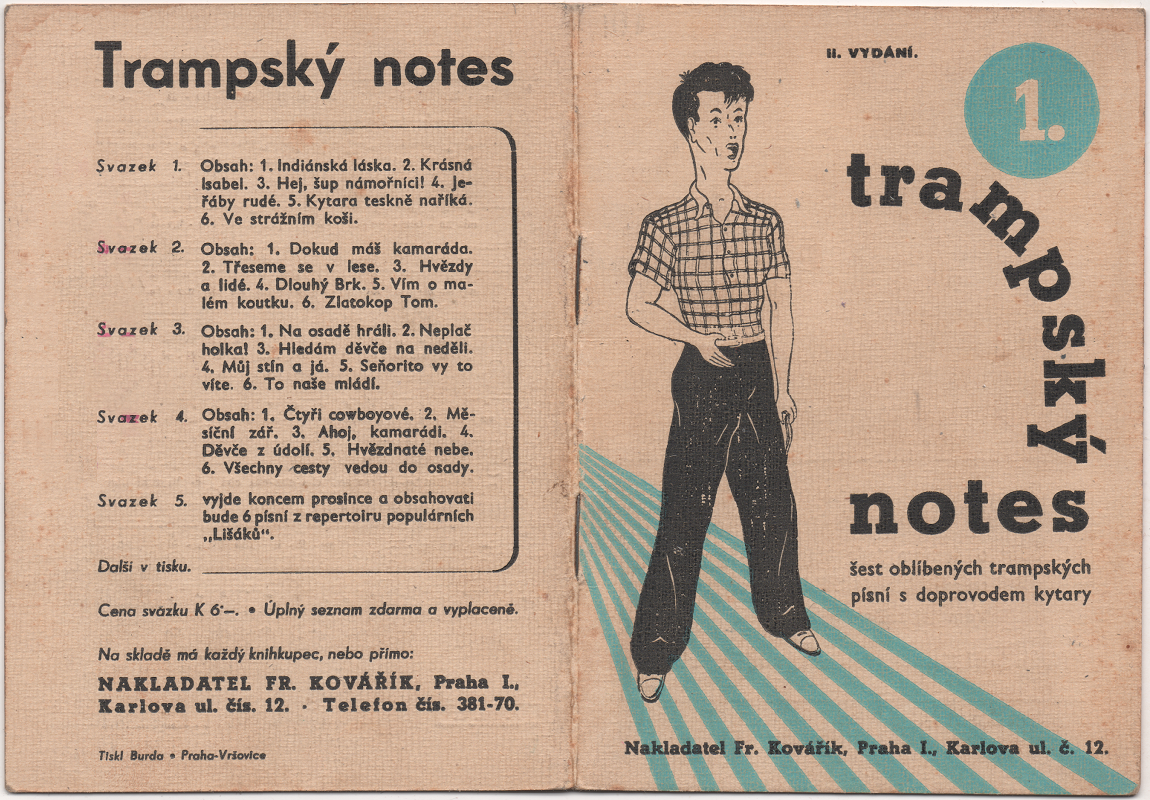 Trampský notes
Svazek 1. Obsah: 1. Indiánská láska. 2. Krásná
Isabel. 3. Hej, šup námořníci! 4. Je-
řáby rudé. 5. Kytara teskně naříká.
6. Ve strážním koši.
Svazek 2. Obsah: 1. Dokud máš kamaráda.
2. Třeseme se v lese. 3. Hvězdy
a lidé. 4. Dlouhý Brk. 5. Vím o ma-
lém koutku. 6. Zlatokop Tom.
Svazek 3. Obsah: 1. Na osadě hráli. 2. Neplač
holka! 3. Hledám děvče na neděli.
4. Můj stín a já. 5. Seňorito vy to
víte. 6. To naše mládí.
Svazek 4. Obsah: 1. Čtyři cowboyové. 2. Mě-
síční zář. 3. Ahoj, kamarádi. 4.
Děvče z údolí. 5. Hvězdnaté nebe.
6. Všechny cesty vedou do osady.
Svazek 5. vyjde koncem prosince a obsahovati
bude 6 písní z repertoiru populárních
„Lišáků“.
Další v tisku.
Cena svazku K 6·–. • Úplný seznam zdarma a vyplaceně.
Na skladě má každý knihkupec, nebo přímo:
NAKLADATEL FR. KOVÁŘÍK, Praha I.,
Karlova ul. čís. 12. · Telefon čís. 381-70.
Tiskl Burda • Praha-Vršovice
II. VYDÁNÍ.
1.
trampský
notes
šest oblíbených trampských
písní s doprovodem kytary
Nakladatel Fr. Kovářík, Praha I., Karlova ul. č. 12.